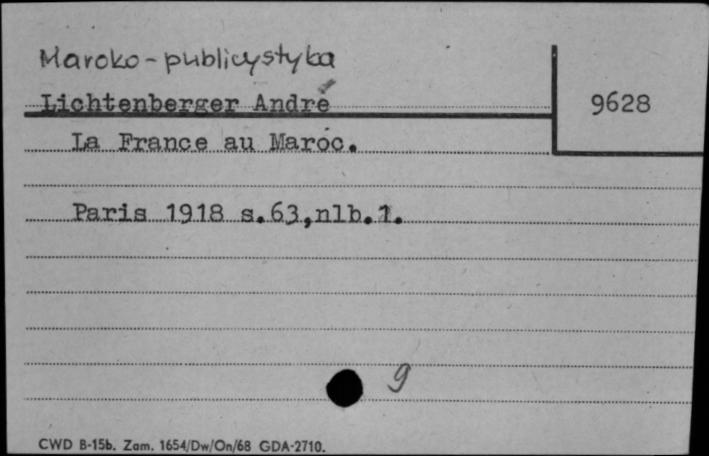 Maroko - publicystyka
Lichtenberger André
9628
La France au Maroc.
Paris 1918 s.63,nlb.1.
9
CWD B-15b. Zam. 1654/Dw/On/68 GDA-2710.